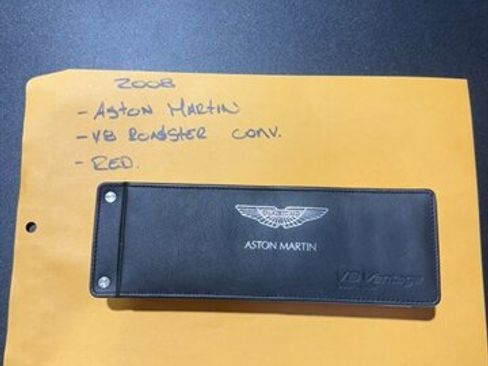 2008
- ASTON MARTIN
- V8 ROADSTER CONV.
- RED.
ASTON MARTIN
ASTON MARTIN
V8 Vantage